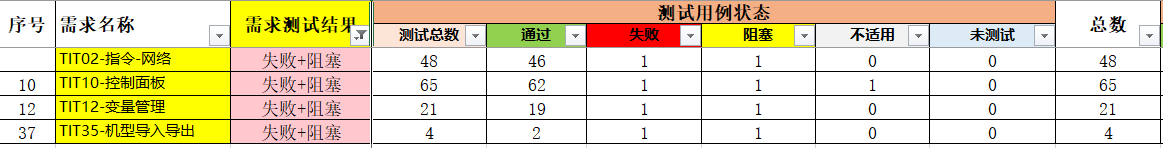 测试用例状态
序号 需求名称 需求测试结果 测试总数 通过 失败 阻塞 不适用 未测试 总数
TIT02-指令-网络 失败+阻塞 48 46 1 1 0 0 48
10 TIT10-控制面板 失败+阻塞 65 62 1 1 1 0 65
12 TIT12-变量管理 失败+阻塞 21 19 1 1 0 0 21
37 TIT35-机型导入导出 失败+阻塞 4 2 1 1 0 0 4